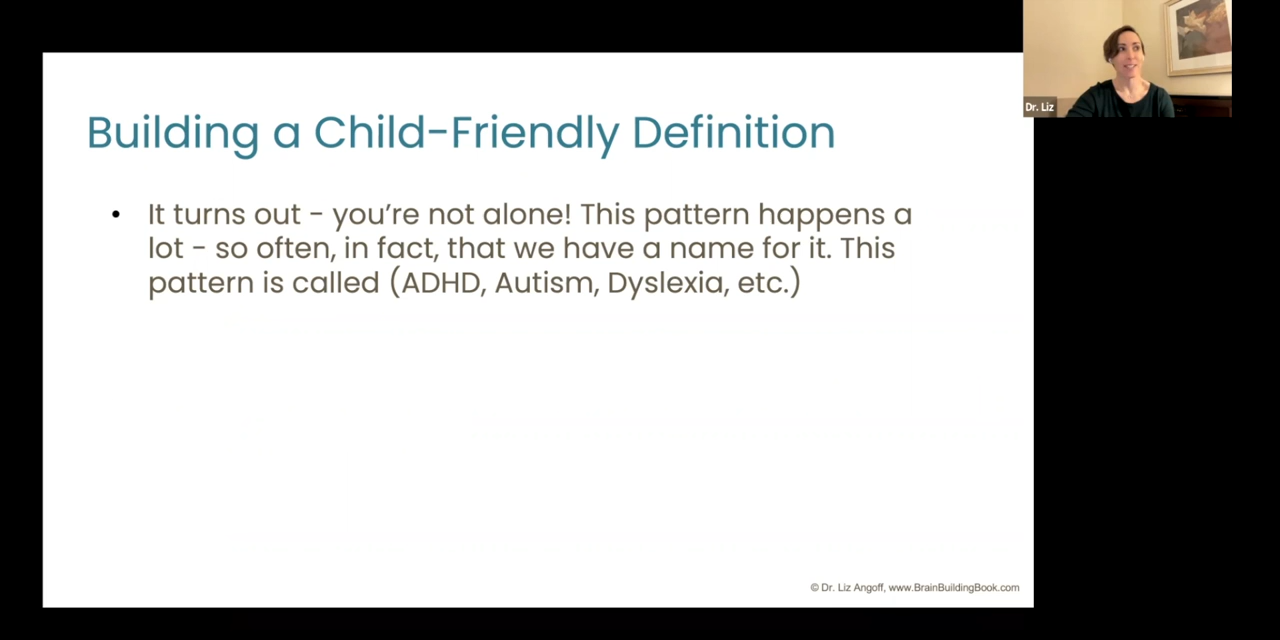 Dr. Liz
Building a Child-Friendly Definition
• It turns out - you're not alone! This pattern happens a
lot - so often, in fact, that we have a name for it. This
pattern is called (ADHD, Autism, Dyslexia, etc.)
© Dr. Liz Angoff, www.BrainBuildingBook.com